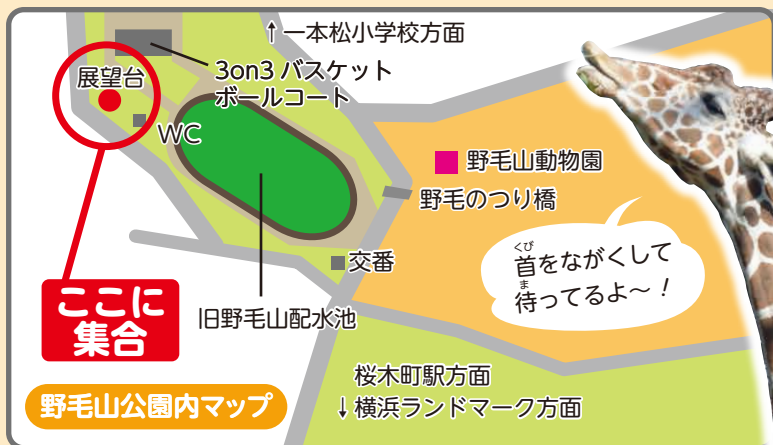 ↑一本松小学校方面
展望台
3on3 バスケット
ボールコート
WC
野毛山動物園
野毛のつり橋
交番
くび
首をながくして
ま
待ってるよ〜！
ここに
集合
旧野毛山配水池
桜木町駅方面
↓横浜ランドマーク方面
野毛山公園内マップ